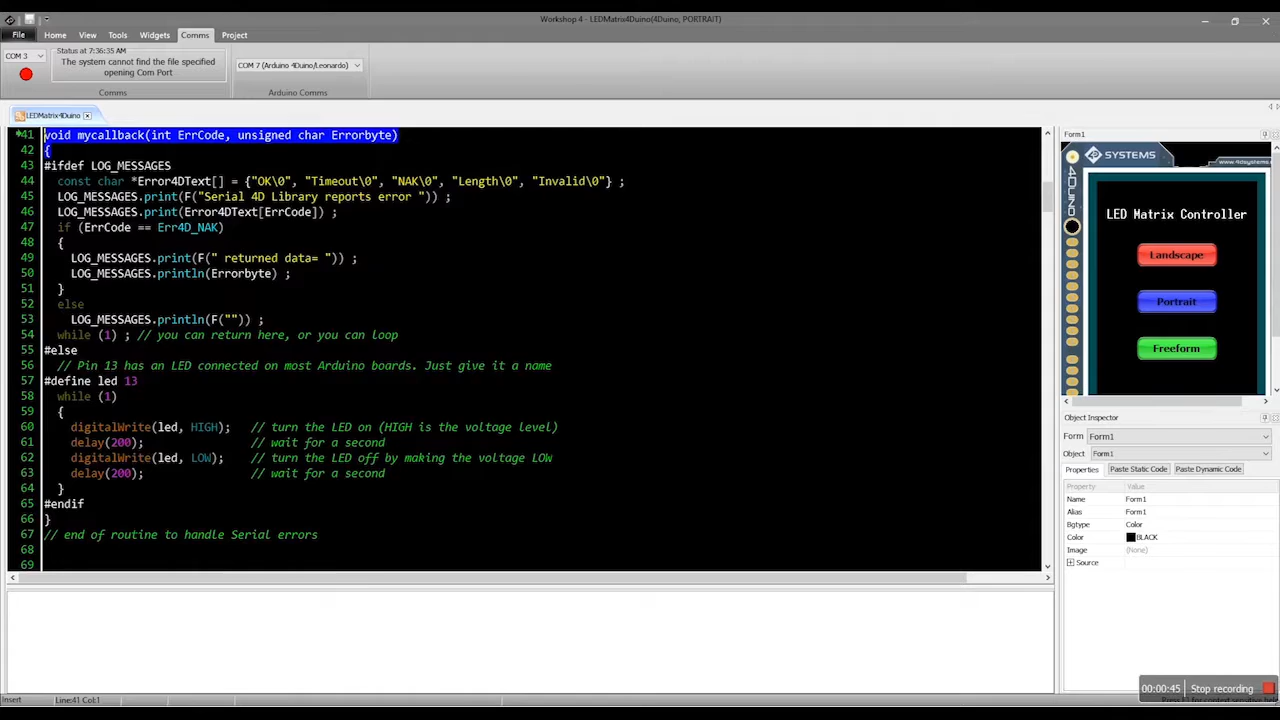 Workshop 4 - LEDMatrix4Duino(4Duino, PORTRAIT)
File Home View Tools Widgets Comms Project
COM 3
Status at 7:36:35 AM
The system cannot find the file specified
opening Com Port
Comms
COM 7 (Arduino 4Duino/Leonardo)
Arduino Comms
LEDMatrix4Duino
41 void mycallback(int ErrCode, unsigned char Errorbyte)
42 {
43 #ifdef LOG_MESSAGES
44 const char *Error4DText[] = {"OK\0", "Timeout\0", "NAK\0", "Length\0", "Invalid\0"} ;
45 LOG_MESSAGES.print(F("Serial 4D Library reports error ")) ;
46 LOG_MESSAGES.print(Error4DText[ErrCode]) ;
47 if (ErrCode == Err4D_NAK)
48 {
49 LOG_MESSAGES.print(F(" returned data= ")) ;
50 LOG_MESSAGES.println(Errorbyte) ;
51 }
52 else
53 LOG_MESSAGES.println(F("")) ;
54 while (1) ; // you can return here, or you can loop
55 #else
56 // Pin 13 has an LED connected on most Arduino boards. Just give it a name
57 #define led 13
58 while (1)
59 {
60 digitalWrite(led, HIGH); // turn the LED on (HIGH is the voltage level)
61 delay(200); // wait for a second
62 digitalWrite(led, LOW); // turn the LED off by making the voltage LOW
63 delay(200); // wait for a second
64 }
65 #endif
66 }
67 // end of routine to handle Serial errors
68
69
Form1
4D SYSTEMS
www.4dsystems
4DUINO
LED Matrix Controller
Landscape
Portrait
Freeform
Object Inspector
Form Form1
Object Form1
Properties Paste Static Code Paste Dynamic Code
Property Value
Name Form1
Alias Form1
Bgtype Color
Color BLACK
Image (none)
Source
Insert Line:41 Col:1
00:00:45 Stop recording